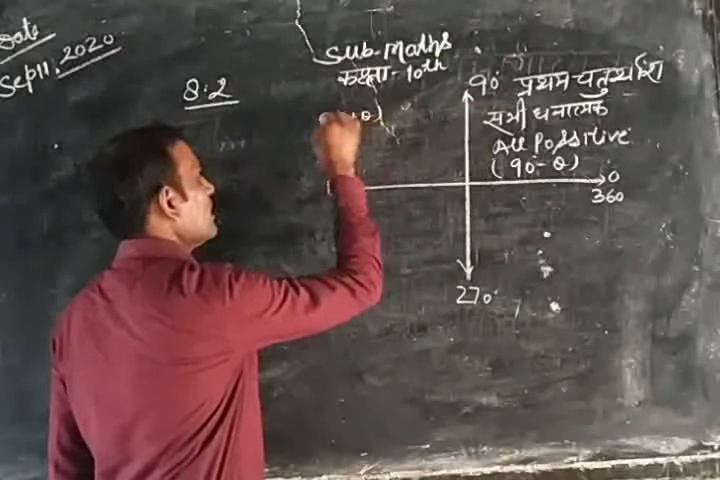 Date
Sep 11, 2020
Sub. Maths
कक्षा - 10th
8:2
90° प्रथम चतुर्थांश
सभी धनात्मक
All Possitive
(90 - θ)
0
360
270°